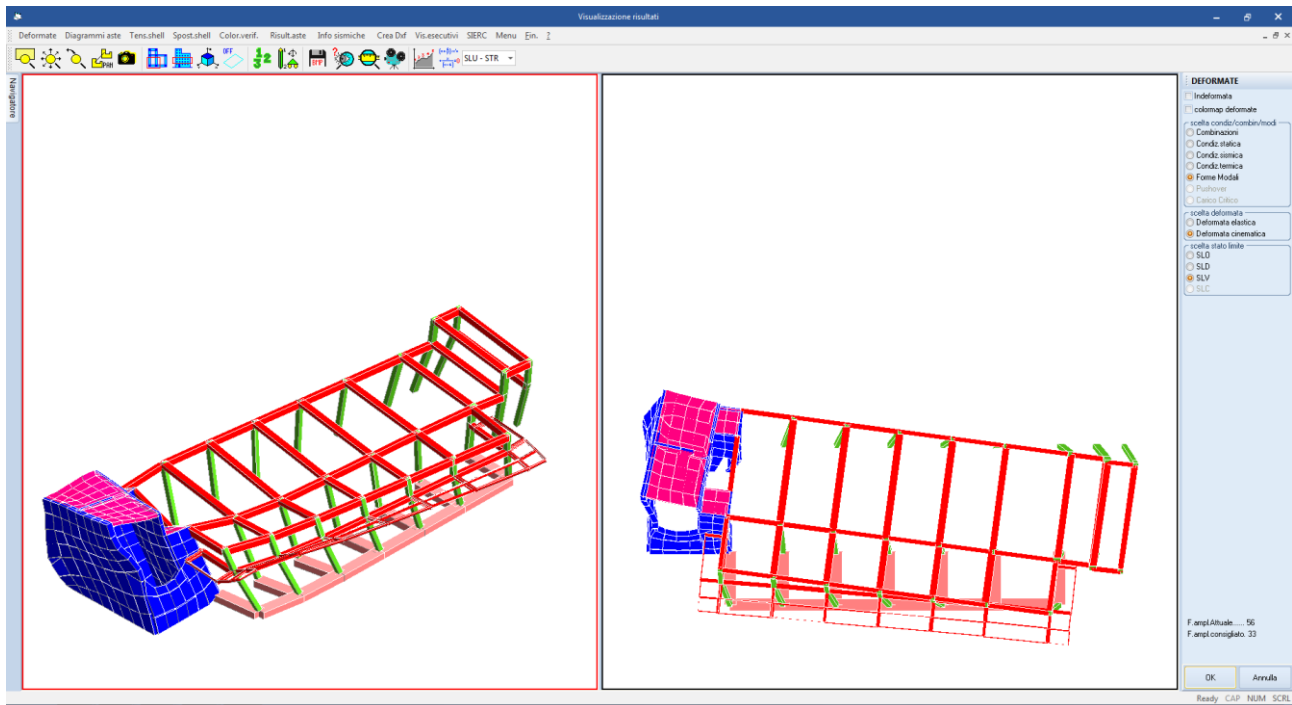 Visualizzazione risultati
Deformate Diagrammi aste Tens.shell Spost.shell Color.verif. Risult.aste Info sismiche Crea Dxf Vis.esecutivi SIERC Menu Fin. ?
PAN OFF SLU - STR
Navigatore
DEFORMATE
Indeformata
colormap deformate
scelta condiz/combin/modi
Combinazioni
Condiz.statica
Condiz.sismica
Condiz.termica
Forme Modali
Pushover
Carico Critico
scelta deformata
Deformata elastica
Deformata cinematica
scelta stato limite
SLO
SLD
SLV
SLC
F.ampl.Attuale...... 56
F.ampl.consigliato. 33
OK Annulla
Ready CAP NUM SCRL